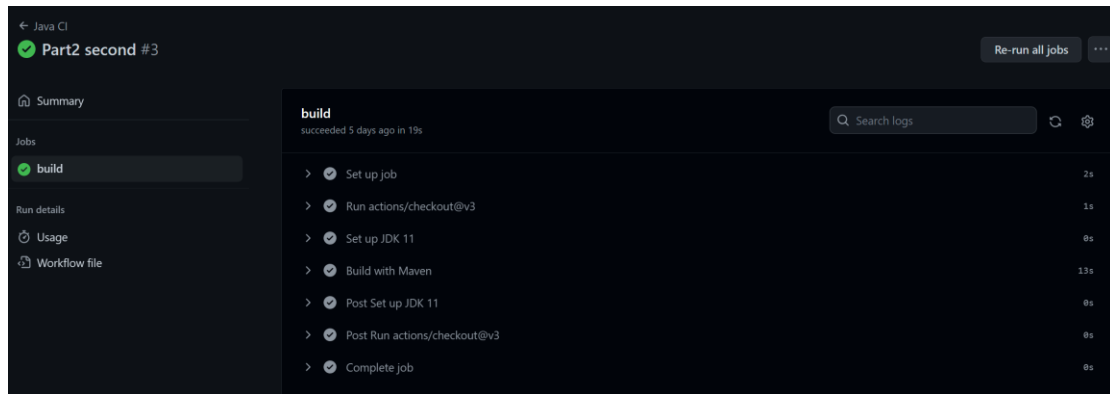 ← Java CI
Part2 second #3
Re-run all jobs
...
Summary
Jobs
build
Run details
Usage
Workflow file
build
succeeded 5 days ago in 19s
Search logs
Set up job 2s
Run actions/checkout@v3 1s
Set up JDK 11 0s
Build with Maven 13s
Post Set up JDK 11 0s
Post Run actions/checkout@v3 0s
Complete job 0s